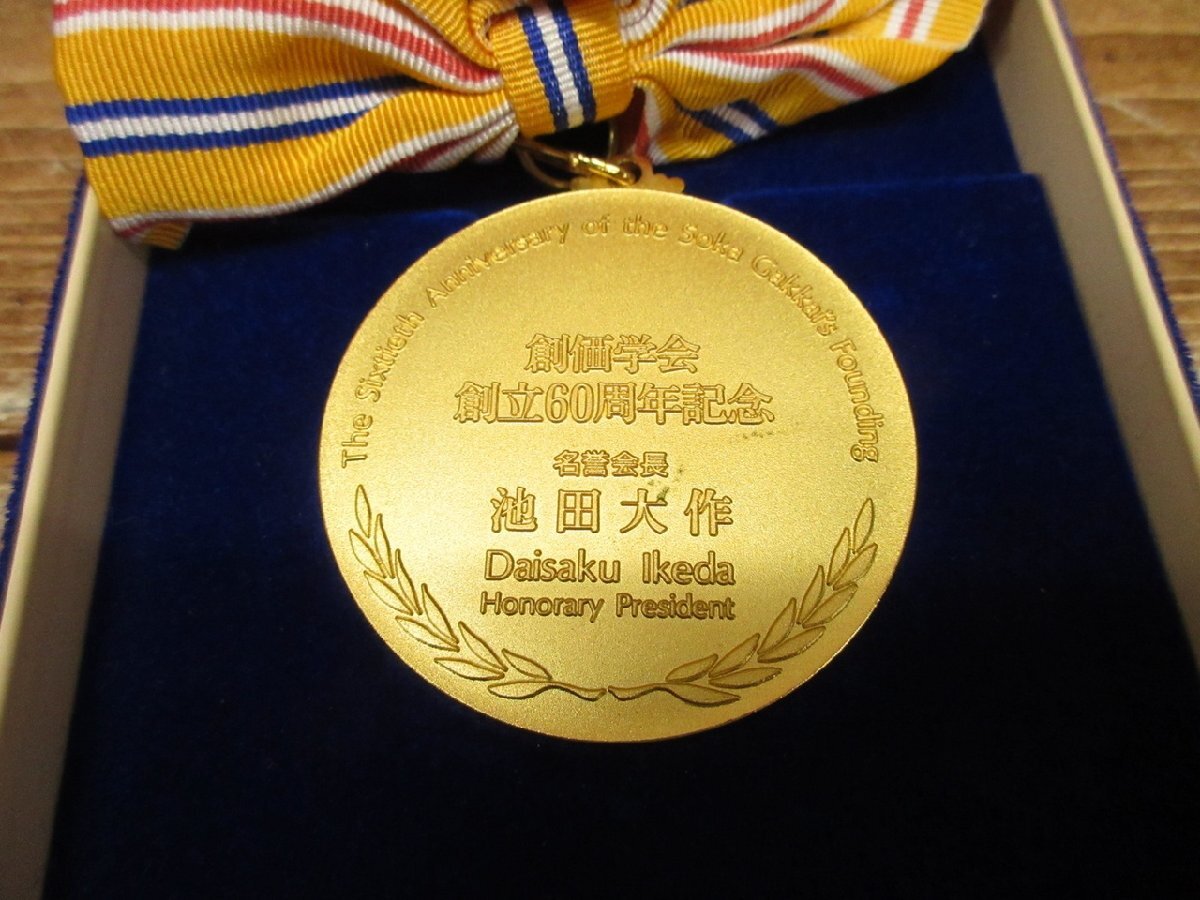 The Sixtieth Anniversary of the Soka Gakkai's Founding
創価学会
創立60周年記念
名誉会長
池田大作
Daisaku Ikeda
Honorary President